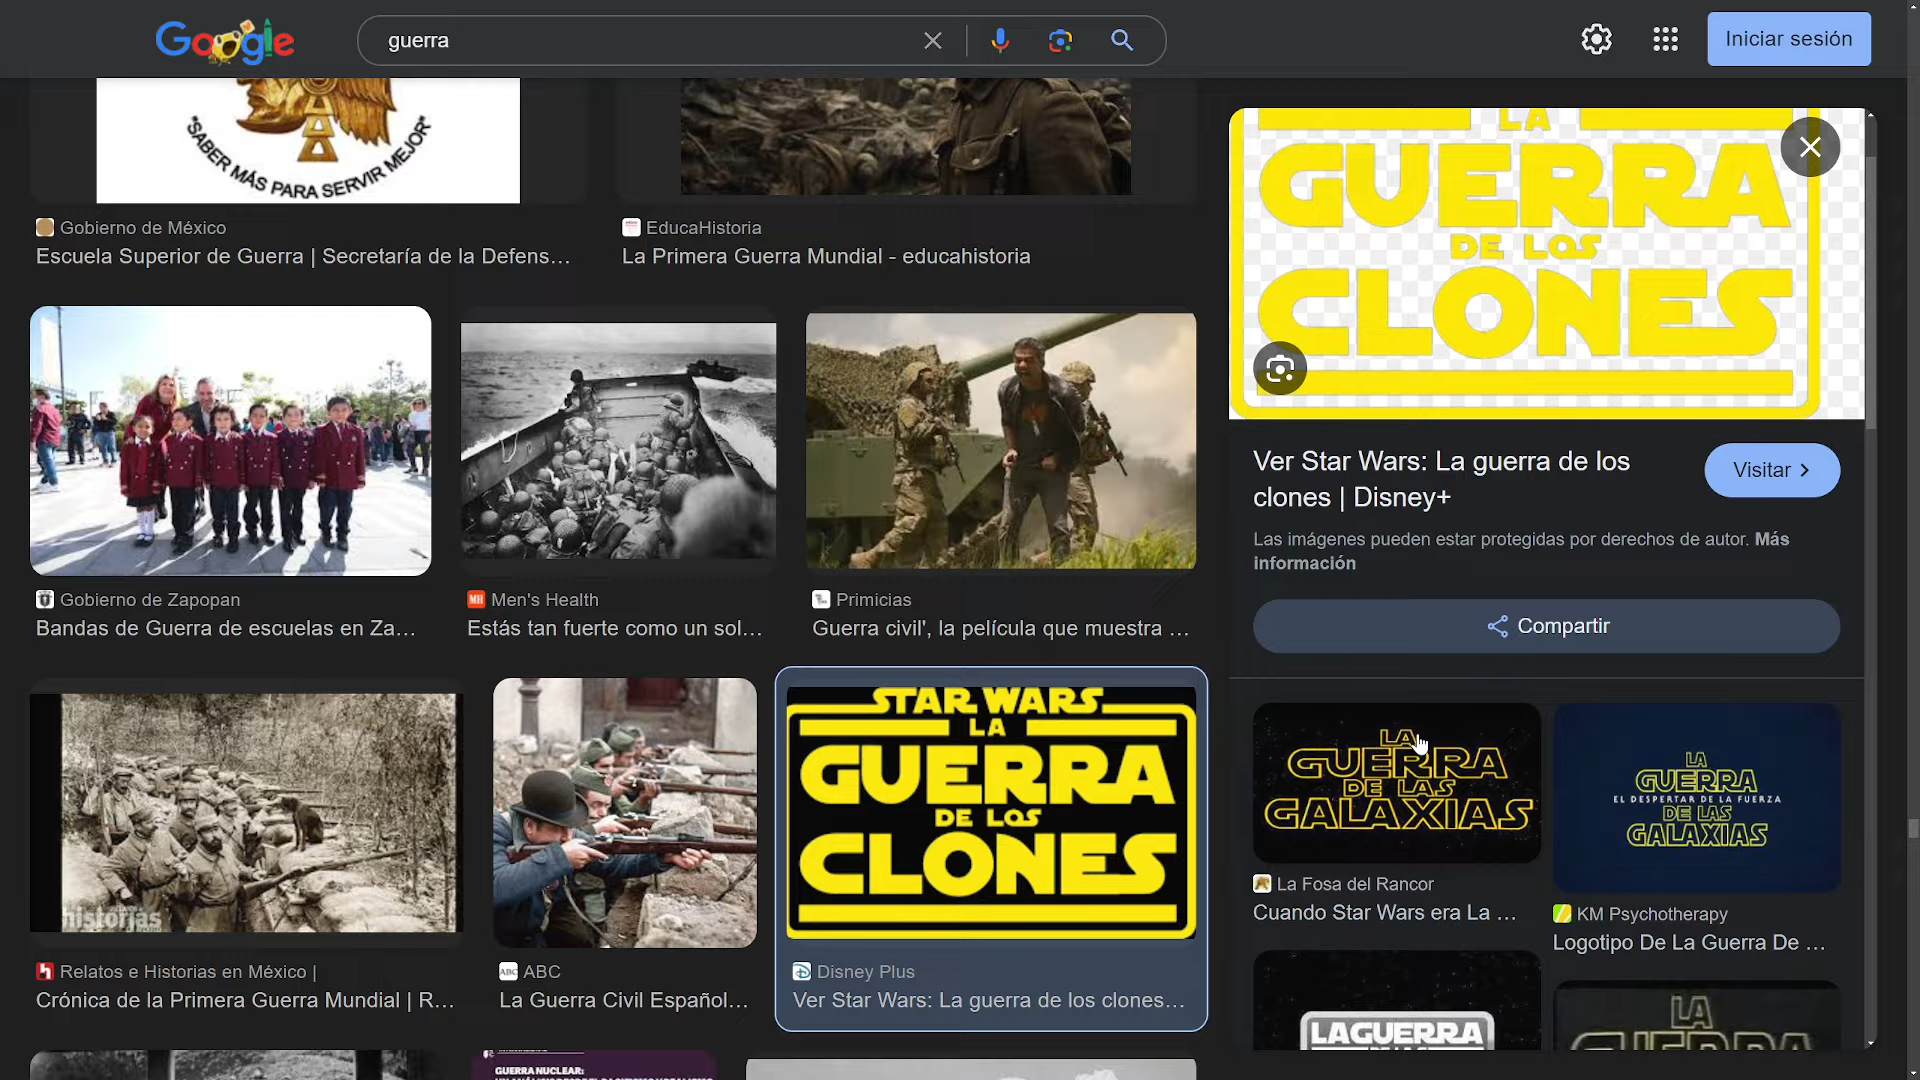 Google
guerra
Iniciar sesión
"SABER MÁS PARA SERVIR MEJOR"
Gobierno de México
Escuela Superior de Guerra | Secretaría de la Defens...
EducaHistoria
La Primera Guerra Mundial - educahistoria
Gobierno de Zapopan
Bandas de Guerra de escuelas en Za...
MH Men's Health
Estás tan fuerte como un sol...
Primicias
Guerra civil', la película que muestra ...
historias
Relatos e Historias en México |
Crónica de la Primera Guerra Mundial | R...
ABC ABC
La Guerra Civil Español...
STAR WARS
LA
GUERRA
DE LOS
CLONES
Disney Plus
Ver Star Wars: La guerra de los clones...
GUERRA NUCLEAR:
LA
GUERRA
DE LOS
CLONES
Ver Star Wars: La guerra de los
clones | Disney+
Visitar
Las imágenes pueden estar protegidas por derechos de autor. Más
información
Compartir
LA
GUERRA
DE LAS
GALAXIAS
La Fosa del Rancor
Cuando Star Wars era La ...
LA
GUERRA
EL DESPERTAR DE LA FUERZA
DE LAS
GALAXIAS
KM Psychotherapy
Logotipo De La Guerra De ...
LA GUERRA
LA
GUERRA